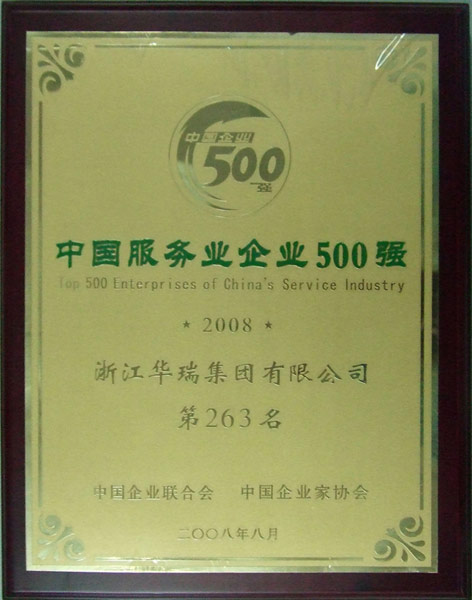 中国企业
500
强
中国服务业企业500强
Top 500 Enterprises of China's Service Industry
★ 2008 ★
浙江华瑞集团有限公司
第263名
中国企业联合会 中国企业家协会
二〇〇八年八月